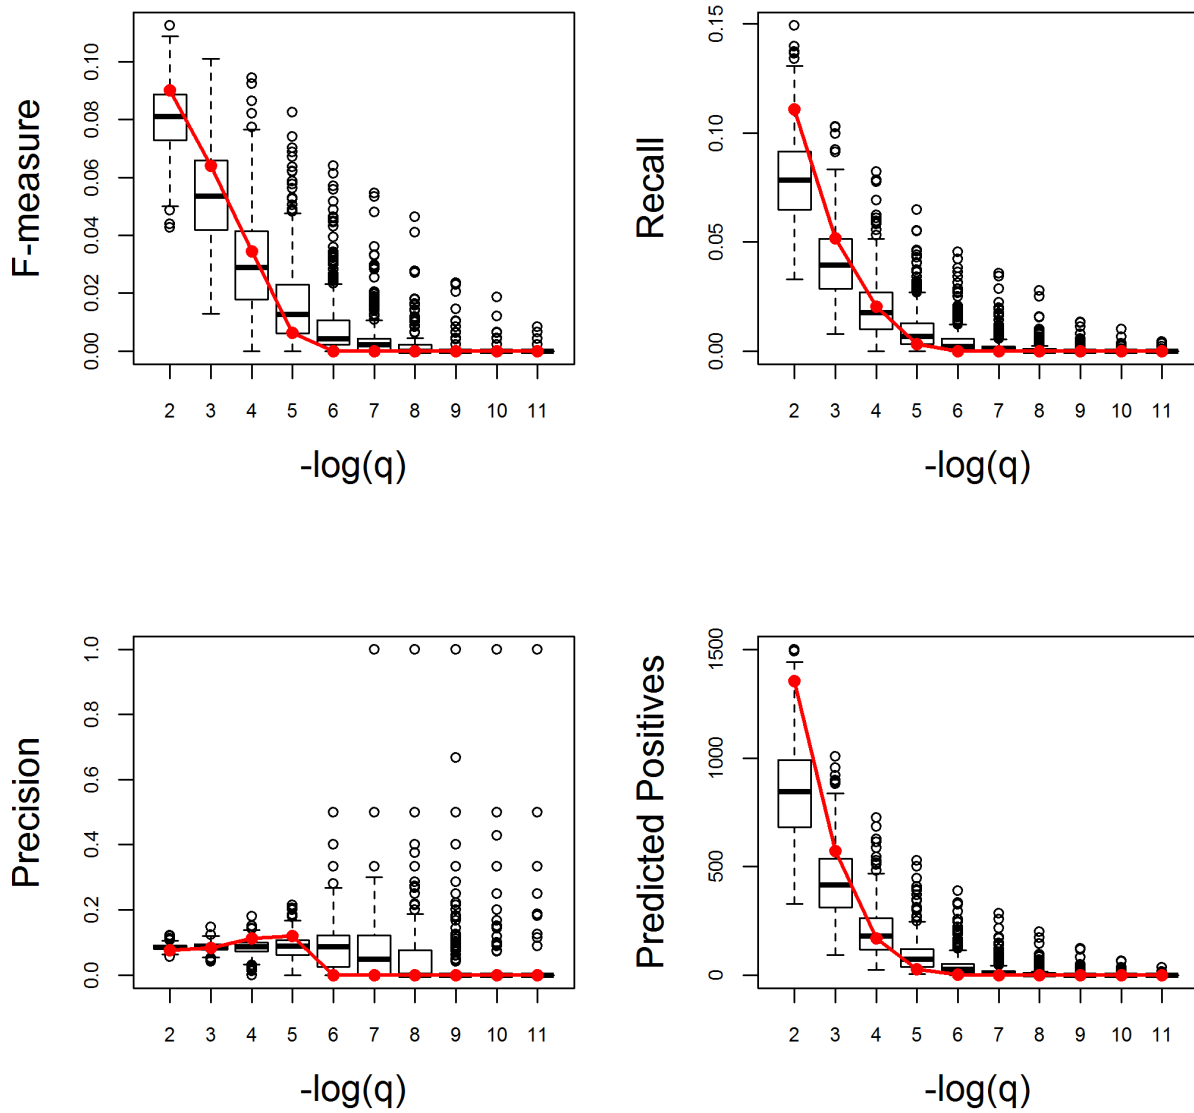 F-measure
0.10
0.08
0.06
0.04
0.02
0.00
2 3 4 5 6 7 8 9 10 11
-log(q)
Recall
0.15
0.10
0.05
0.00
2 3 4 5 6 7 8 9 10 11
-log(q)
Precision
1.0
0.8
0.6
0.4
0.2
0.0
2 3 4 5 6 7 8 9 10 11
-log(q)
Predicted Positives
1500
1000
500
0
2 3 4 5 6 7 8 9 10 11
-log(q)